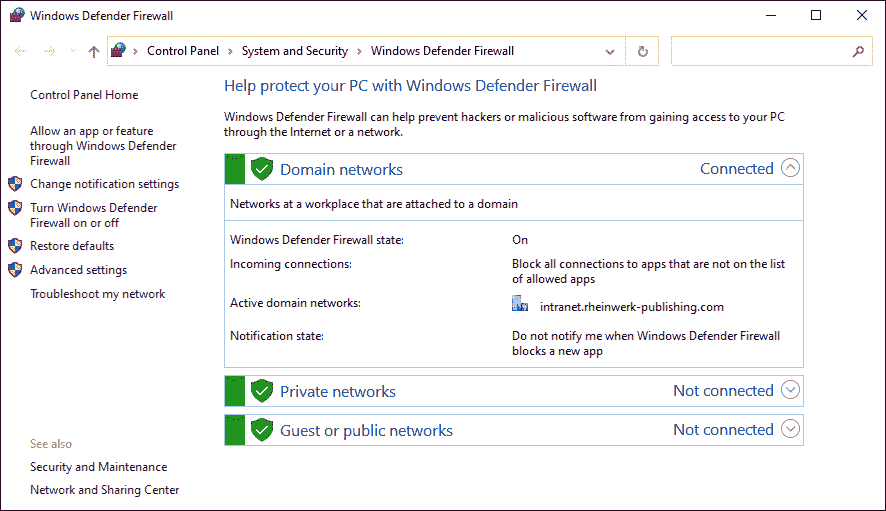 Windows Defender Firewall
Control Panel
System and Security
Windows Defender Firewall
Control Panel Home
Allow an app or feature
through Windows Defender
Firewall
Change notification settings
Turn Windows Defender
Firewall on or off
Restore defaults
Advanced settings
Troubleshoot my network
See also
Security and Maintenance
Network and Sharing Center
Help protect your PC with Windows Defender Firewall
Windows Defender Firewall can help prevent hackers or malicious software from gaining access to your PC
through the Internet or a network.
Domain networks
Connected
Networks at a workplace that are attached to a domain
Windows Defender Firewall state:
On
Incoming connections:
Block all connections to apps that are not on the list
of allowed apps
Active domain networks:
intranet.rheinwerk-publishing.com
Notification state:
Do not notify me when Windows Defender Firewall
blocks a new app
Private networks
Not connected
Guest or public networks
Not connected